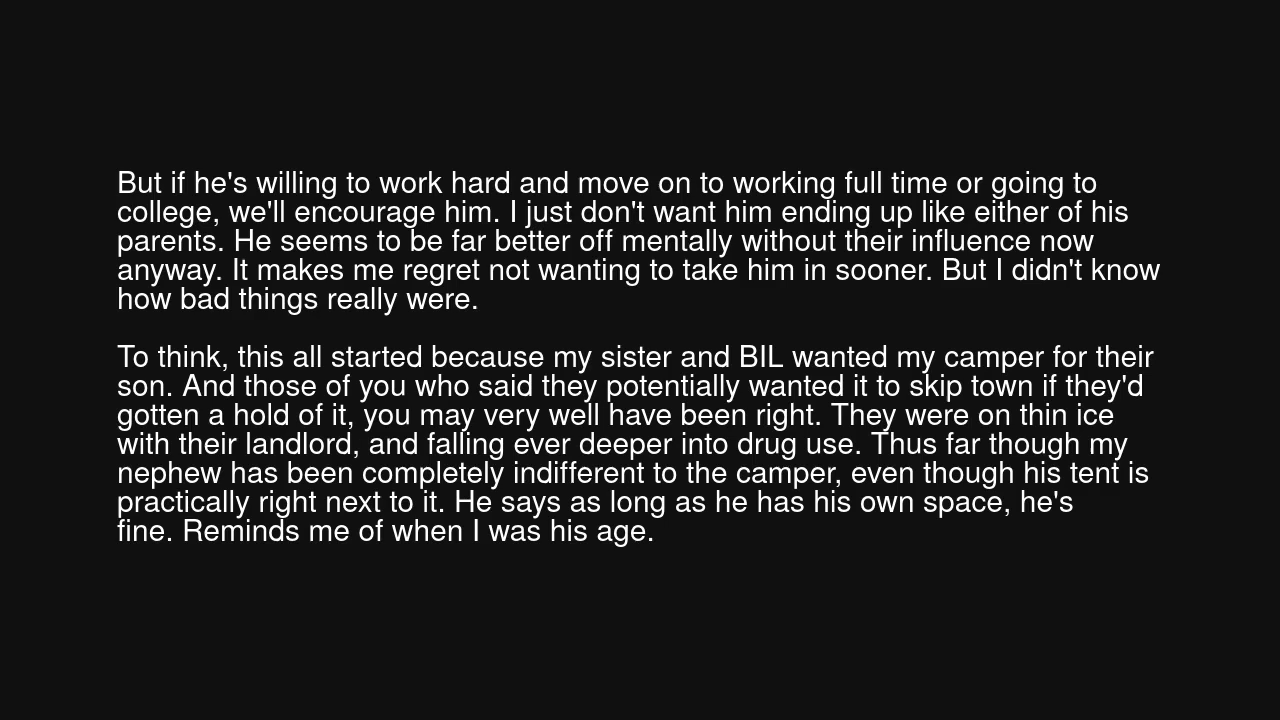 But if he's willing to work hard and move on to working full time or going to
college, we'll encourage him. I just don't want him ending up like either of his
parents. He seems to be far better off mentally without their influence now
anyway. It makes me regret not wanting to take him in sooner. But I didn't know
how bad things really were.
To think, this all started because my sister and BIL wanted my camper for their
son. And those of you who said they potentially wanted it to skip town if they'd
gotten a hold of it, you may very well have been right. They were on thin ice
with their landlord, and falling ever deeper into drug use. Thus far though my
nephew has been completely indifferent to the camper, even though his tent is
practically right next to it. He says as long as he has his own space, he's
fine. Reminds me of when I was his age.